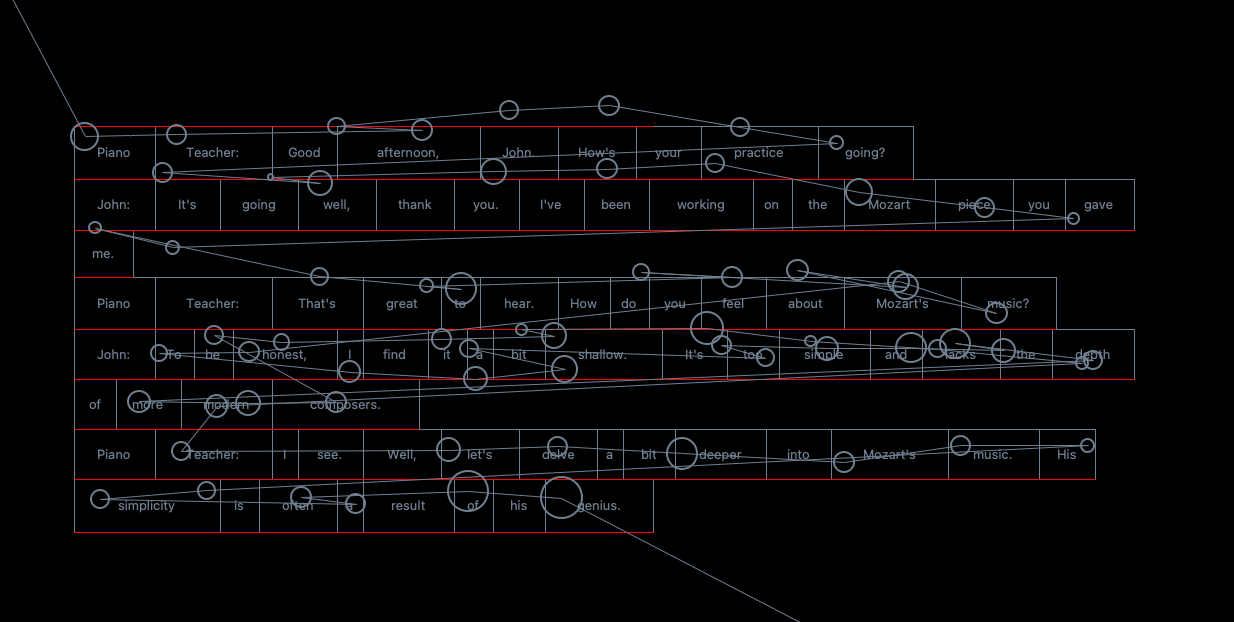 Piano Teacher: Good afternoon, John. How's your practice going?
John: It's going well, thank you. I've been working on the Mozart piece you gave
me.
Piano Teacher: That's great to hear. How do you feel about Mozart's music?
John: To be honest, I find it a bit shallow. It's too simple and lacks the depth
of more modern composers.
Piano Teacher: I see. Well, let's delve a bit deeper into Mozart's music. His
simplicity is often a result of his genius.